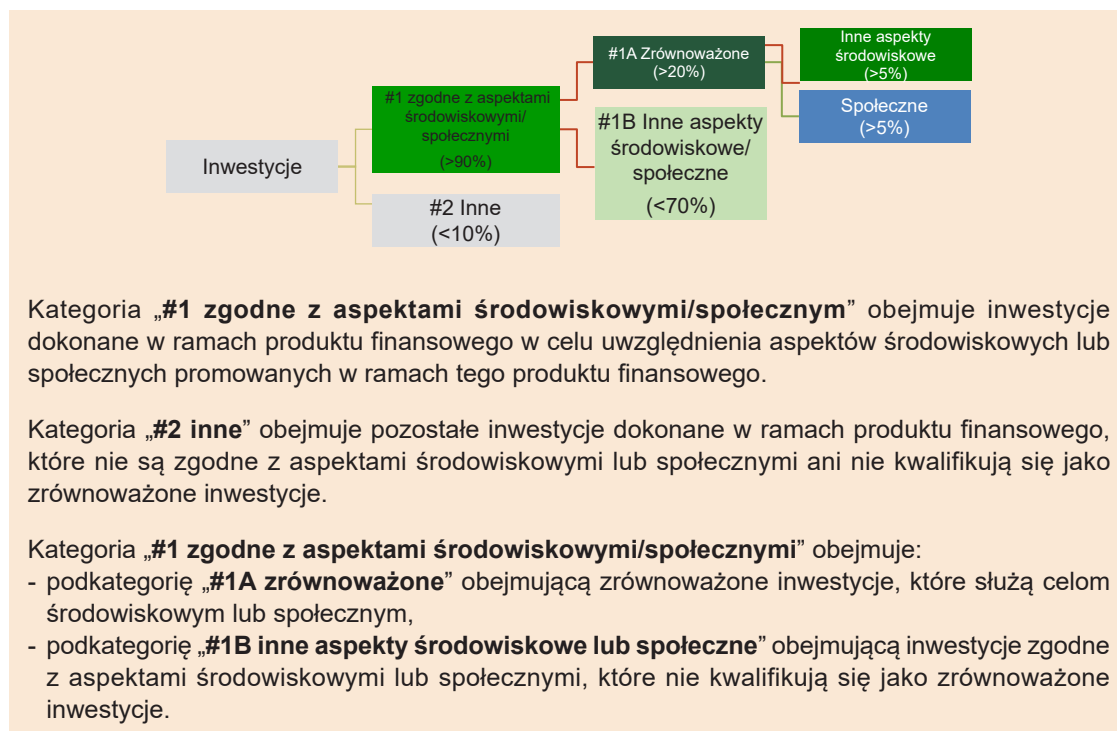 Inwestycje
#1 zgodne z aspektami
środowiskowymi/
społecznymi
(>90%)
#2 Inne
(<10%)
#1A Zrównoważone
(>20%)
#1B Inne aspekty
środowiskowe/
społeczne
(<70%)
Inne aspekty
środowiskowe
(>5%)
Społeczne
(>5%)
Kategoria „#1 zgodne z aspektami środowiskowymi/społecznym” obejmuje inwestycje
dokonane w ramach produktu finansowego w celu uwzględnienia aspektów środowiskowych lub
społecznych promowanych w ramach tego produktu finansowego.
Kategoria „#2 inne” obejmuje pozostałe inwestycje dokonane w ramach produktu finansowego,
które nie są zgodne z aspektami środowiskowymi lub społecznymi ani nie kwalifikują się jako
zrównoważone inwestycje.
Kategoria „#1 zgodne z aspektami środowiskowymi/społecznymi” obejmuje:
- podkategorię „#1A zrównoważone” obejmującą zrównoważone inwestycje, które służą celom
środowiskowym lub społecznym,
- podkategorię „#1B inne aspekty środowiskowe lub społeczne” obejmującą inwestycje zgodne
z aspektami środowiskowymi lub społecznymi, które nie kwalifikują się jako zrównoważone
inwestycje.